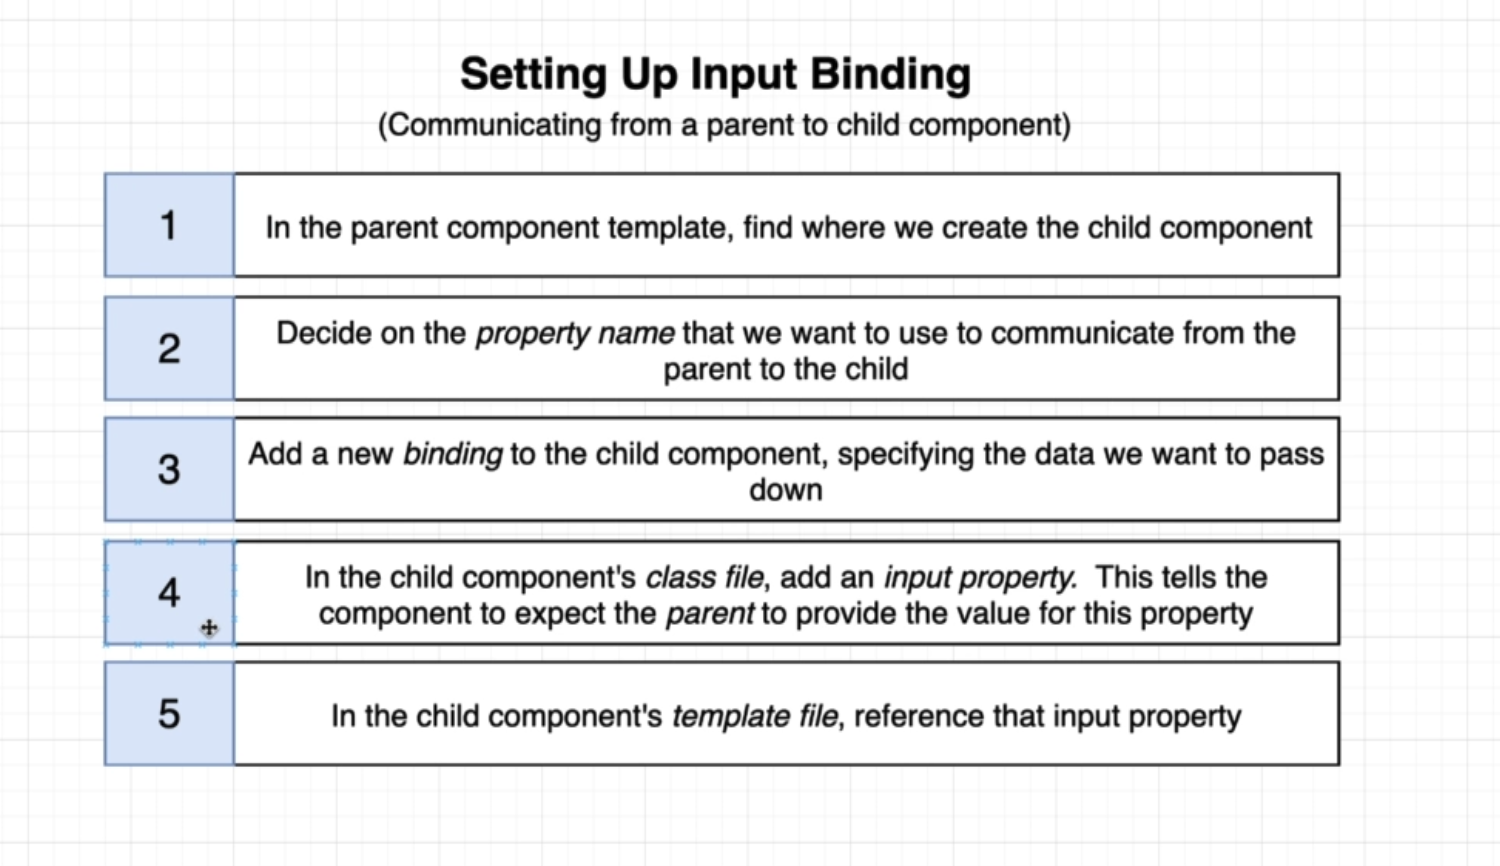 Setting Up Input Binding
(Communicating from a parent to child component)
1
In the parent component template, find where we create the child component
2
Decide on the property name that we want to use to communicate from the
parent to the child
3
Add a new binding to the child component, specifying the data we want to pass
down
4
In the child component's class file, add an input property.  This tells the
component to expect the parent to provide the value for this property
5
In the child component's template file, reference that input property